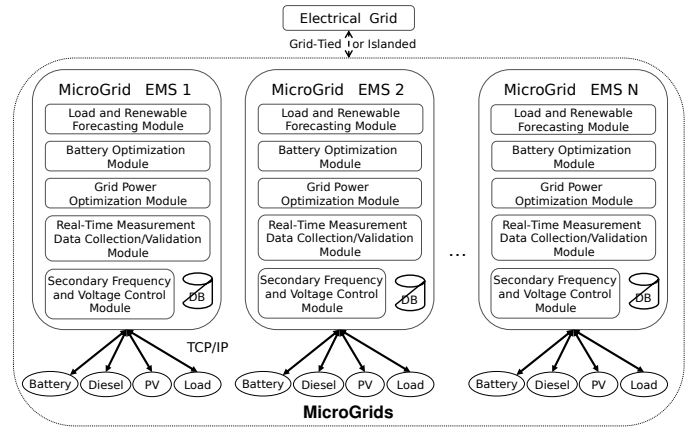 Electrical Grid
Grid-Tied or Islanded
MicroGrid EMS 1
Load and Renewable
Forecasting Module
Battery Optimization
Module
Grid Power
Optimization Module
Real-Time Measurement
Data Collection/Validation
Module
Secondary Frequency
and Voltage Control
Module
DB
TCP/IP
Battery
Diesel
PV
Load
MicroGrid EMS 2
Load and Renewable
Forecasting Module
Battery Optimization
Module
Grid Power
Optimization Module
Real-Time Measurement
Data Collection/Validation
Module
Secondary Frequency
and Voltage Control
Module
DB
Battery
Diesel
PV
Load
...
MicroGrid EMS N
Load and Renewable
Forecasting Module
Battery Optimization
Module
Grid Power
Optimization Module
Real-Time Measurement
Data Collection/Validation
Module
Secondary Frequency
and Voltage Control
Module
DB
Battery
Diesel
PV
Load
MicroGrids